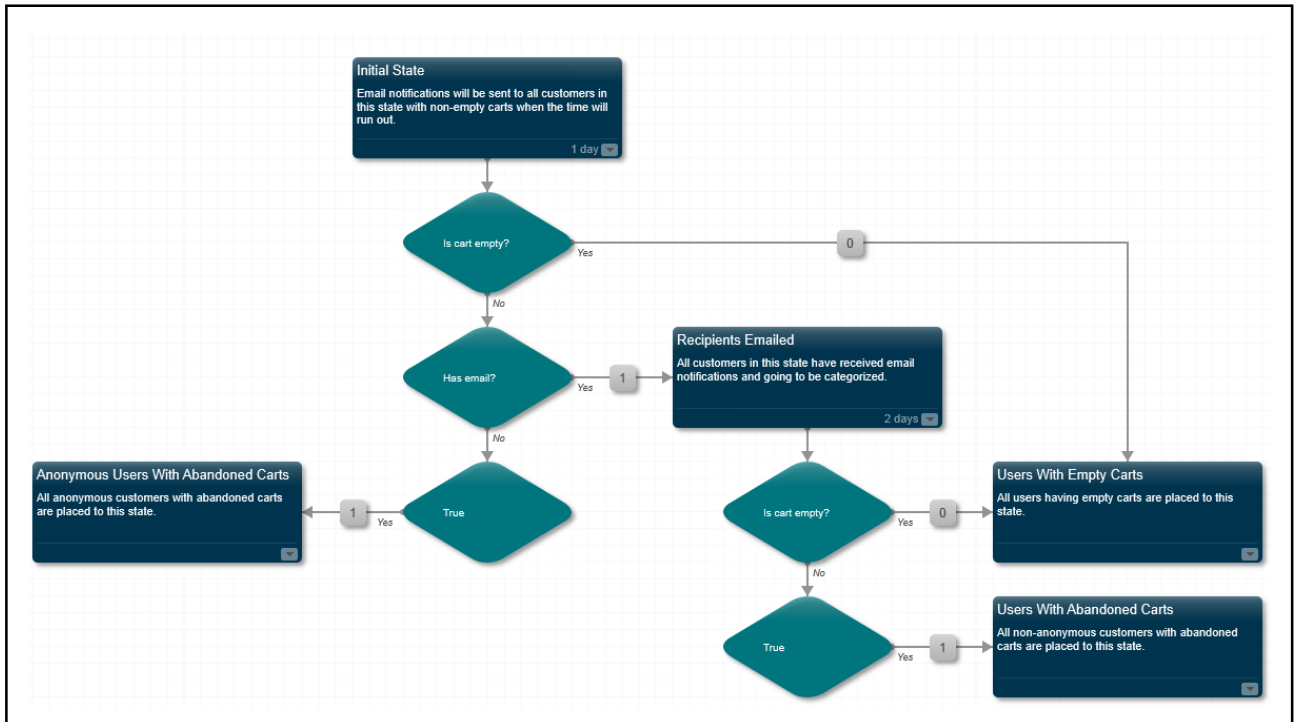 Initial State
Email notifications will be sent to all customers in
this state with non-empty carts when the time will
run out.
1 day
Is cart empty?
Yes
0
No
Has email?
Yes
1
Recipients Emailed
All customers in this state have received email
notifications and going to be categorized.
2 days
No
Anonymous Users With Abandoned Carts
All anonymous customers with abandoned carts
are placed to this state.
1
Yes
True
Is cart empty?
Yes
0
Users With Empty Carts
All users having empty carts are placed to this
state.
No
True
Yes
1
Users With Abandoned Carts
All non-anonymous customers with abandoned
carts are placed to this state.